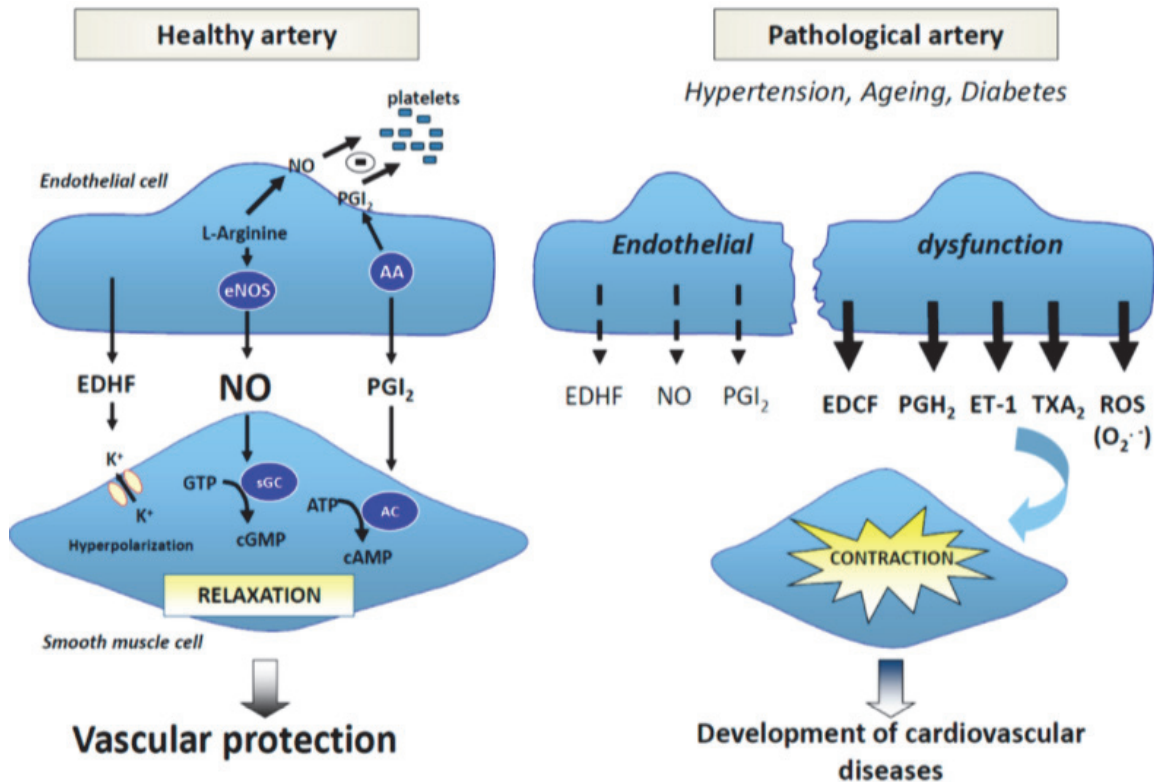 Healthy artery
platelets
NO
Endothelial cell
PGI₂
L-Arginine
AA
eNOS
EDHF
NO
PGI₂
K⁺
GTP
sGC
K⁺
ATP
AC
Hyperpolarization
cGMP
cAMP
RELAXATION
Smooth muscle cell
Vascular protection
Pathological artery
Hypertension, Ageing, Diabetes
Endothelial dysfunction
EDHF NO PGI₂
EDCF PGH₂ ET-1 TXA₂ ROS
(O₂··)
CONTRACTION
Development of cardiovascular
diseases